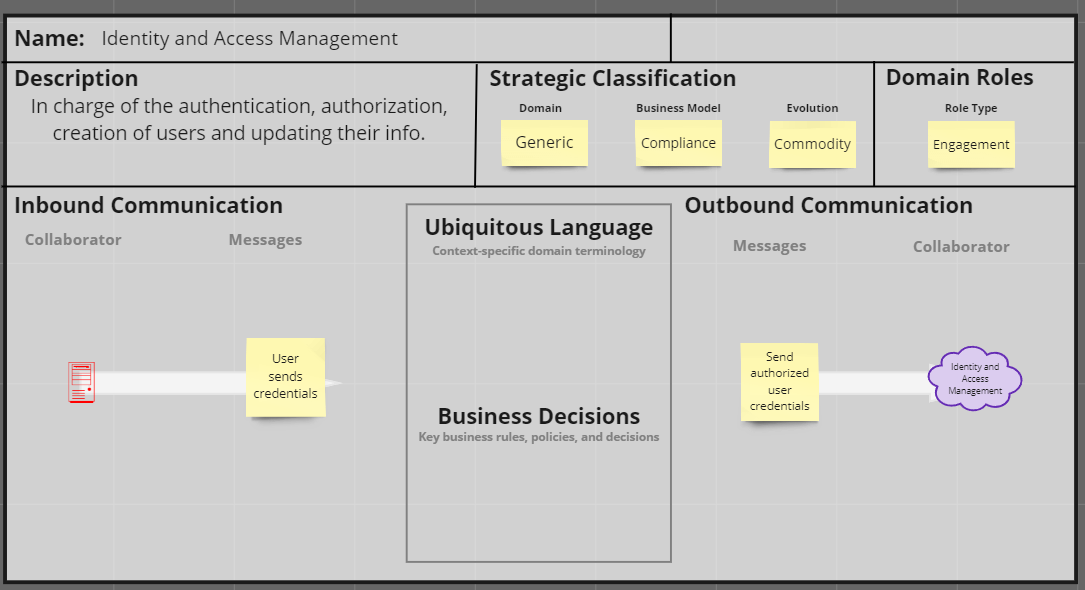 Name: Identity and Access Management
Description
In charge of the authentication, authorization,
creation of users and updating their info.
Strategic Classification
Domain
Business Model
Evolution
Generic
Compliance
Commodity
Domain Roles
Role Type
Engagement
Inbound Communication
Collaborator
Messages
User
sends
credentials
Ubiquitous Language
Context-specific domain terminology
Business Decisions
Key business rules, policies, and decisions
Outbound Communication
Messages
Collaborator
Send
authorized
user
credentials
Identity and
Access
Management